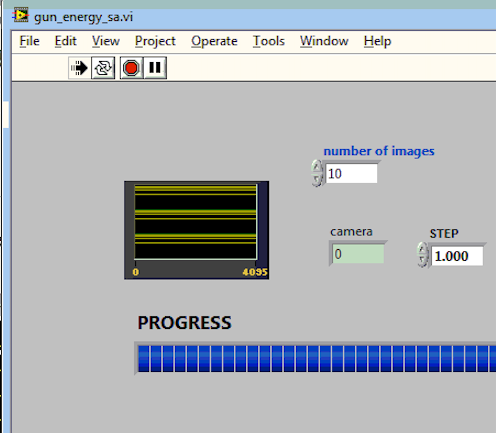 gun_energy_sa.vi
File Edit View Project Operate Tools Window Help
number of images
10
camera
0
STEP
1.000
0 4095
PROGRESS